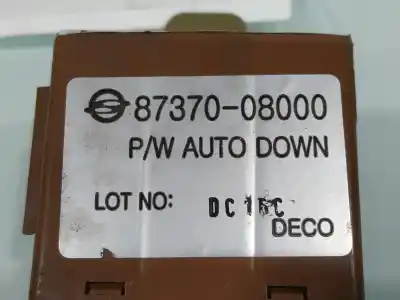 87370-08000
P/W AUTO DOWN
LOT NO:
DECO